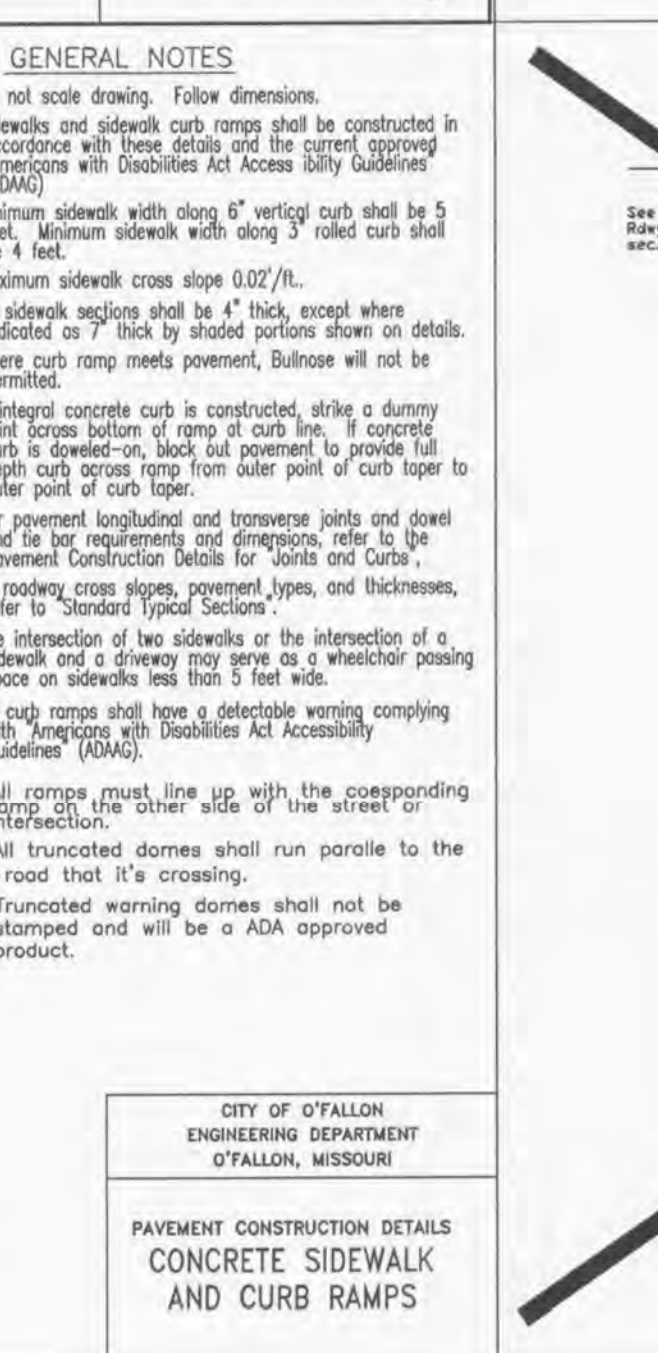 GENERAL NOTES
not scale drawing. Follow dimensions.
ewalks and sidewalk curb ramps shall be constructed in
ccordance with these details and the current approved
mericans with Disabilities Act Access ibility Guidelines"
DAAG)
nimum sidewalk width along 6" vertical curb shall be 5
et. Minimum sidewalk width along 3" rolled curb shall
e 4 feet.
ximum sidewalk cross slope 0.02'/ft..
sidewalk sections shall be 4" thick, except where
dicated as 7" thick by shaded portions shown on details.
ere curb ramp meets pavement, Bullnose will not be
ermitted.
integral concrete curb is constructed, strike a dummy
int across bottom of ramp at curb line. If concrete
rb is doweled-on, block out pavement to provide full
epth curb across ramp from outer point of curb taper to
uter point of curb taper.
r pavement longitudinal and transverse joints and dowel
nd tie bar requirements and dimensions, refer to the
avement Construction Details for "Joints and Curbs",
roadway cross slopes, pavement types, and thicknesses,
fer to "Standard Typical Sections".
e intersection of two sidewalks or the intersection of a
dewalk and a driveway may serve as a wheelchair passing
pace on sidewalks less than 5 feet wide.
curb ramps shall have a detectable warning complying
ith "Americans with Disabilities Act Accessibility
uidelines" (ADAAG).
ll ramps must line up with the coesponding
amp on the other side of the street or
ntersection.
All truncated domes shall run paralle to the
road that it's crossing.
Truncated warning domes shall not be
stamped and will be a ADA approved
product.
See
Rdwy
sec.
CITY OF O'FALLON
ENGINEERING DEPARTMENT
O'FALLON, MISSOURI
PAVEMENT CONSTRUCTION DETAILS
CONCRETE SIDEWALK
AND CURB RAMPS